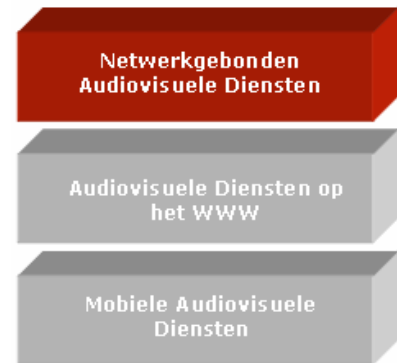 Netwerkgebonden
Audiovisuele Diensten
Audiovisuele Diensten op
het WWW
Mobiele Audiovisuele
Diensten